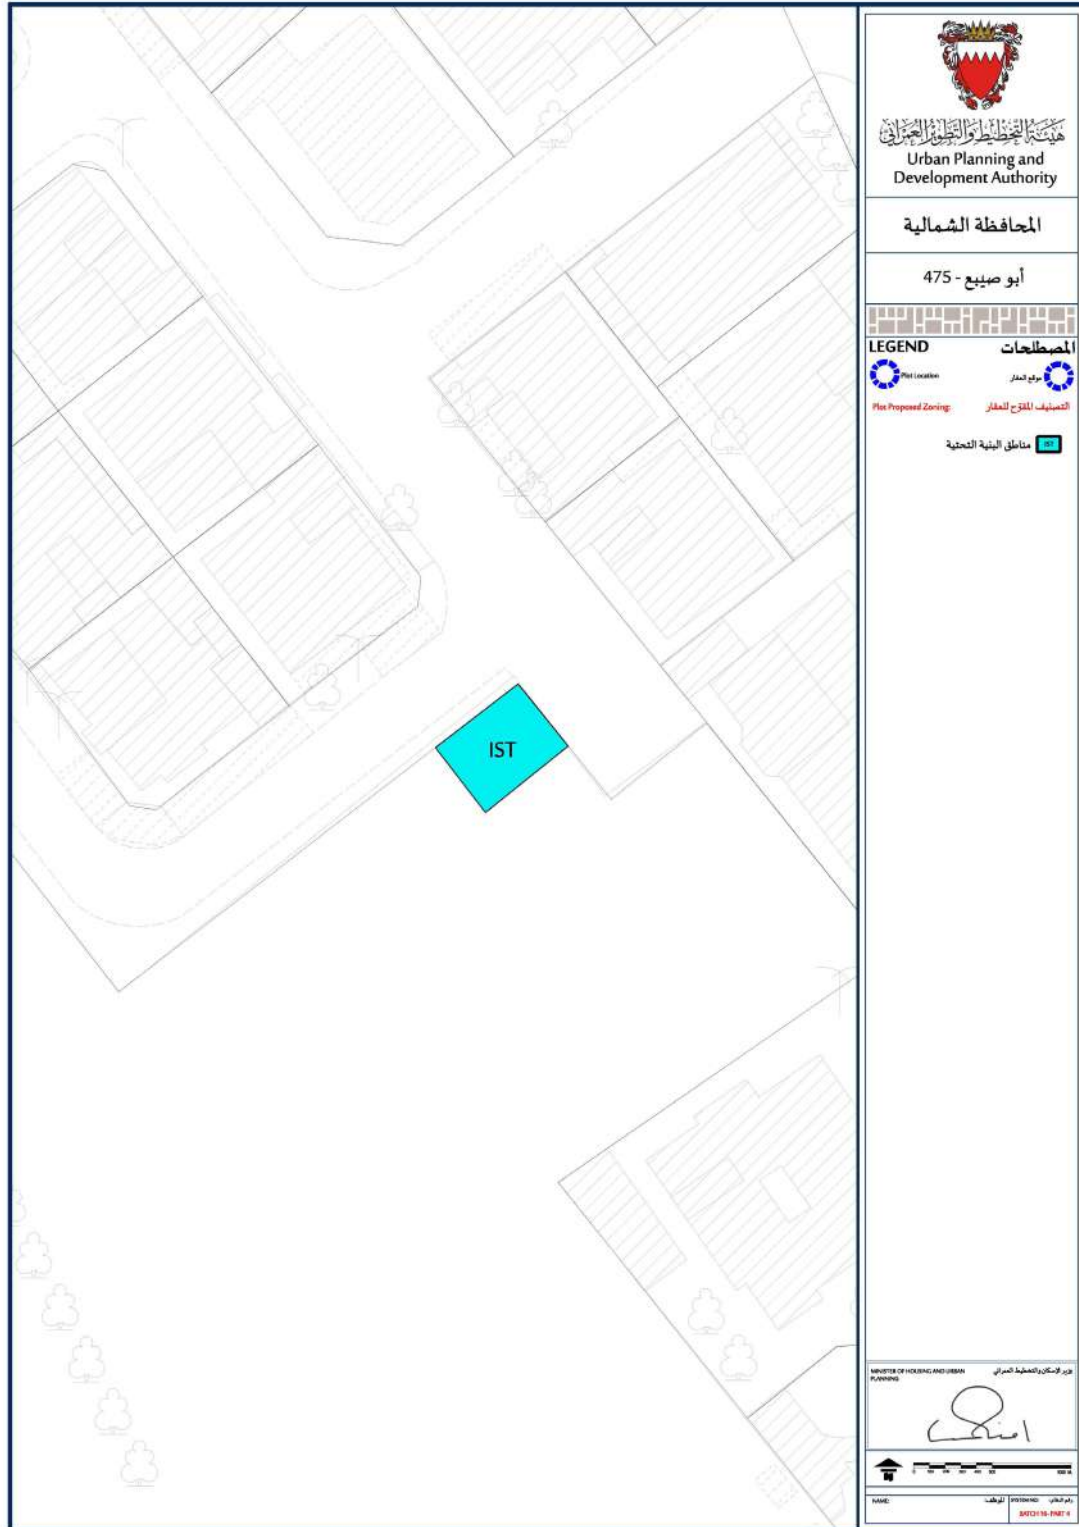 IST
هيئة التخطيط والتطوير العمراني
Urban Planning and
Development Authority
المحافظة الشمالية
أبو صيبع - 475
LEGEND المصطلحات
Plot Location موقع العقار
Plot Proposed Zoning: التصنيف المقترح للعقار
IST مناطق البنية التحتية
MINISTER OF HOUSING AND URBAN PLANNING وزير الإسكان والتخطيط العمراني
N
NAME: الموظف:
SYSTEM NO:
BATCH 16- PART 4